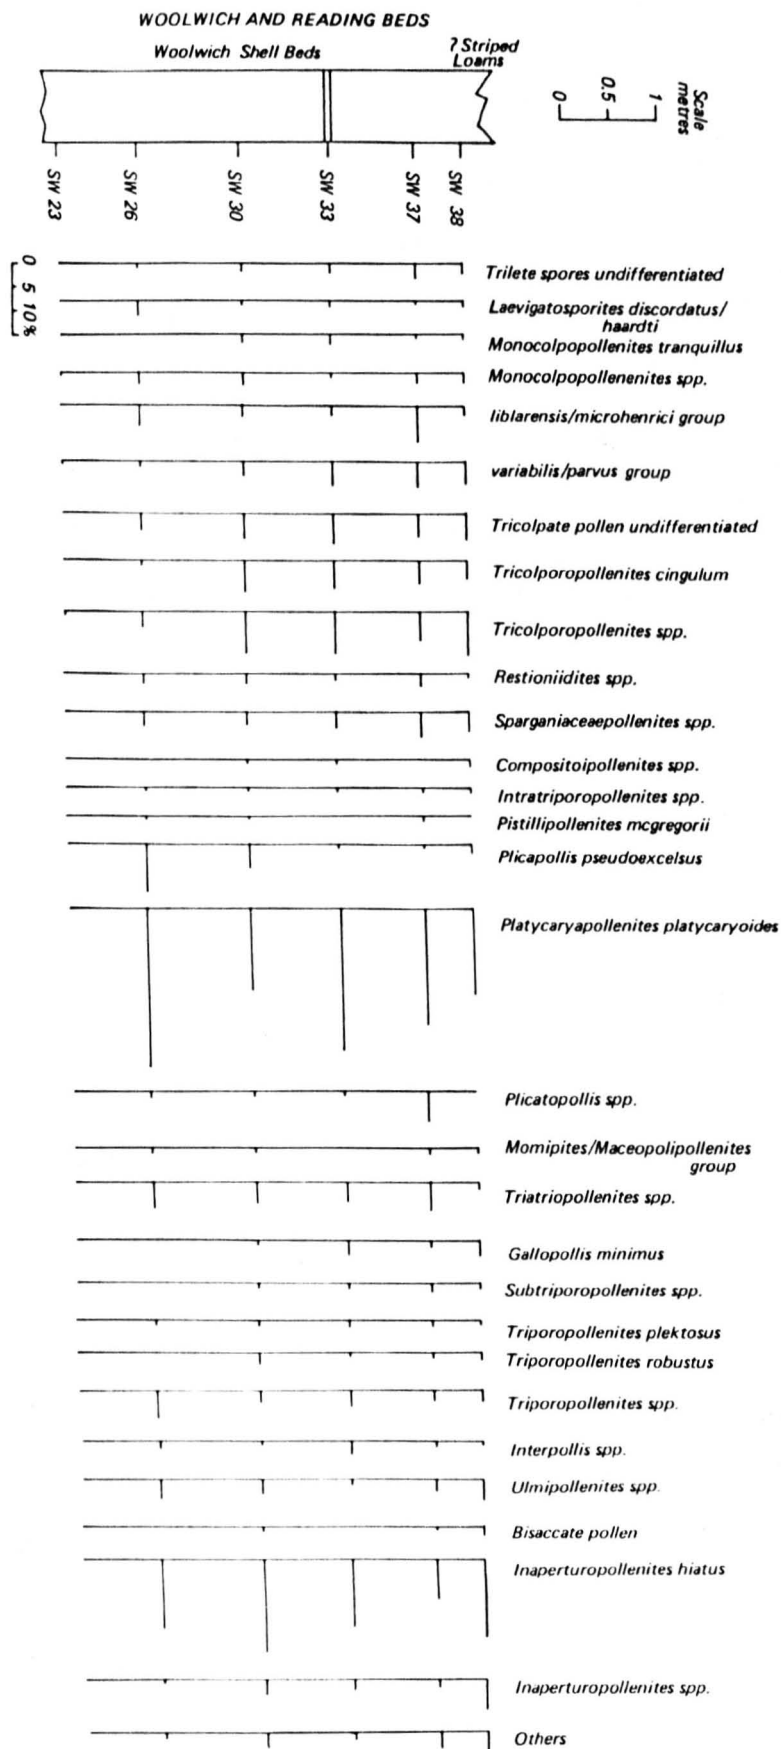 WOOLWICH AND READING BEDS
Woolwich Shell Beds
? Striped
Loams
Scale
metres
0 0.5 1
SW 23 SW 26 SW 30 SW 33 SW 37 SW 38
0 5 10%
Trilete spores undifferentiated
Laevigatosporites discordatus/
haardti
Monocolpopollenites tranquillus
Monocolpopollenenites spp.
liblarensis/microhenrici group
variabilis/parvus group
Tricolpate pollen undifferentiated
Tricolporopollenites cingulum
Tricolporopollenites spp.
Restioniidites spp.
Sparganiaceaepollenites spp.
Compositoipollenites spp.
Intratriporopollenites spp.
Pistillipollenites mcgregorii
Plicapollis pseudoexcelsus
Platycaryapollenites platycaryoides
Plicatopollis spp.
Momipites/Maceopolipollenites
group
Triatriopollenites spp.
Gallopollis minimus
Subtriporopollenites spp.
Triporopollenites plektosus
Triporopollenites robustus
Triporopollenites spp.
Interpollis spp.
Ulmipollenites spp.
Bisaccate pollen
Inaperturopollenites hiatus
Inaperturopollenites spp.
Others